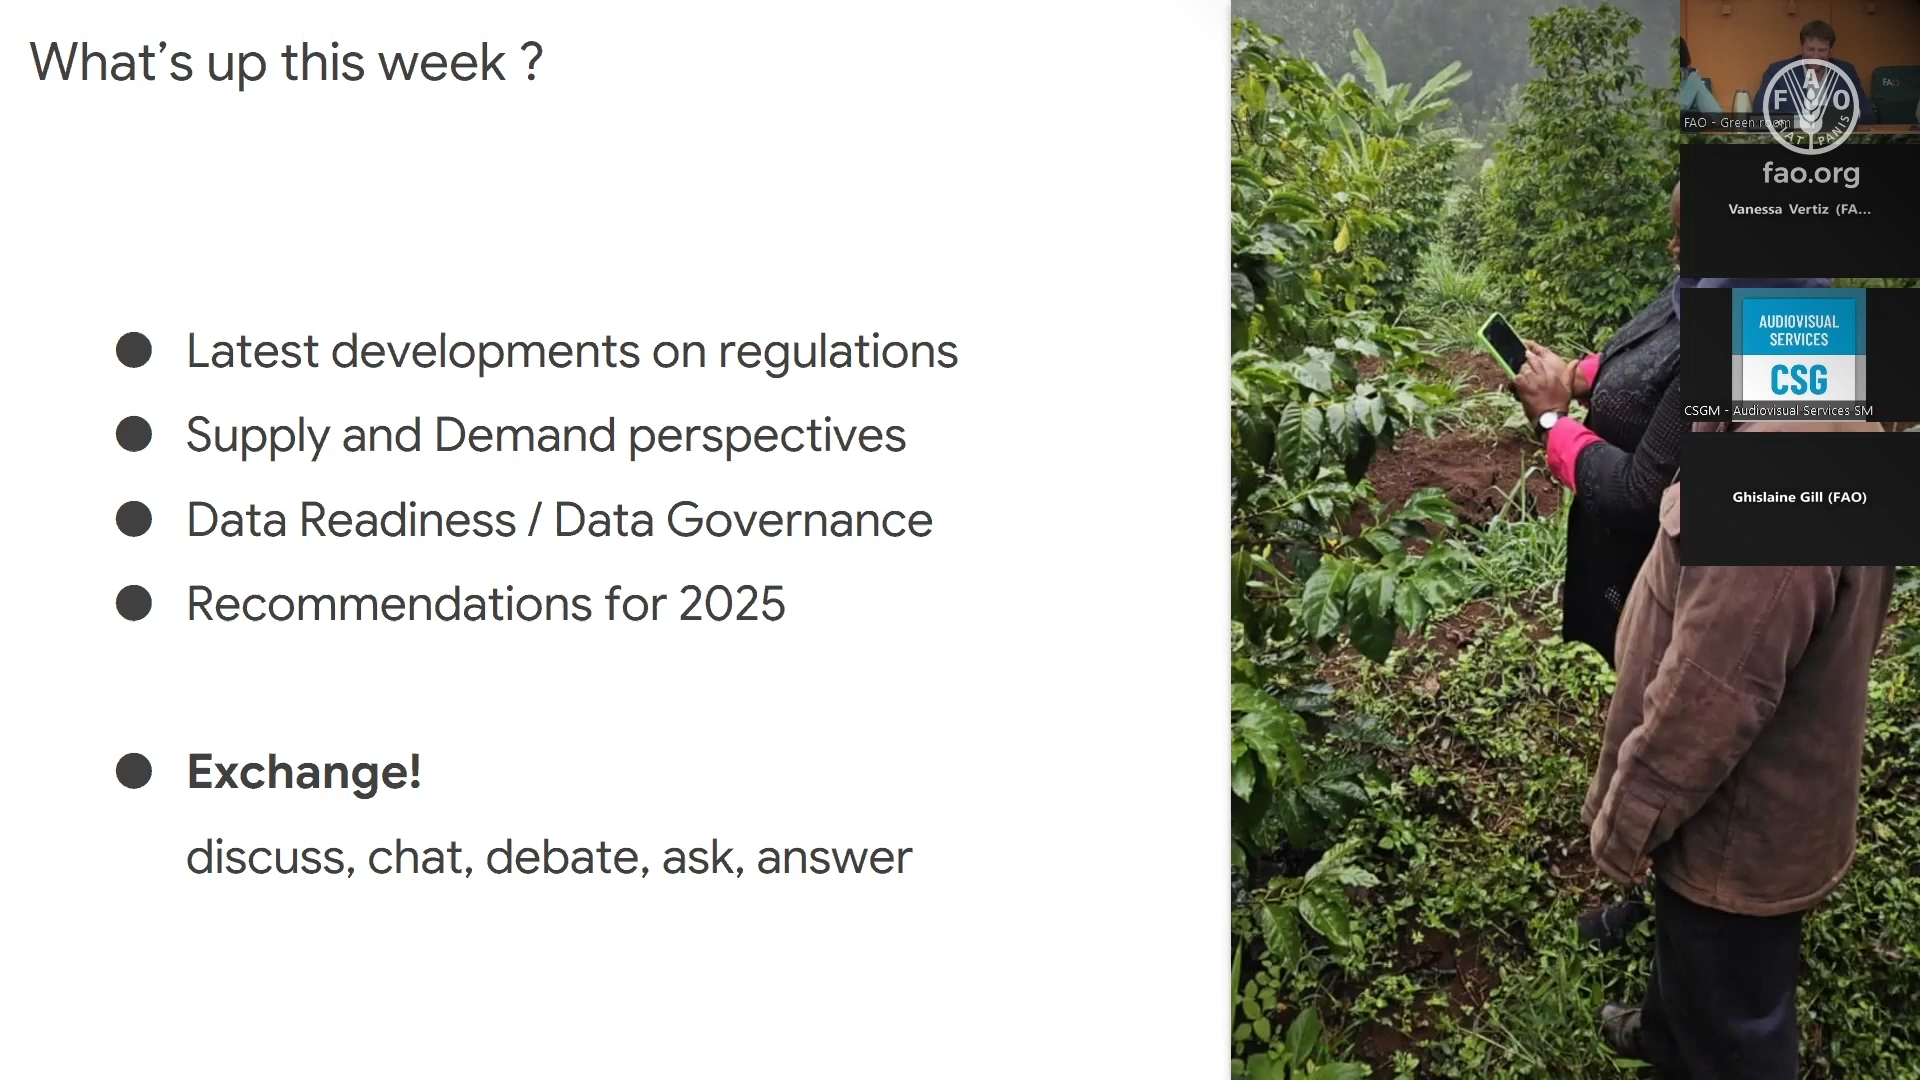 What's up this week ?
Latest developments on regulations
Supply and Demand perspectives
Data Readiness / Data Governance
Recommendations for 2025
Exchange!
discuss, chat, debate, ask, answer
FAO - Green room
F A O
FIAT PANIS
fao.org
Vanessa Vertiz (FA...
AUDIOVISUAL
SERVICES
CSG
CSGM - Audiovisual Services SM
Ghislaine Gill (FAO)